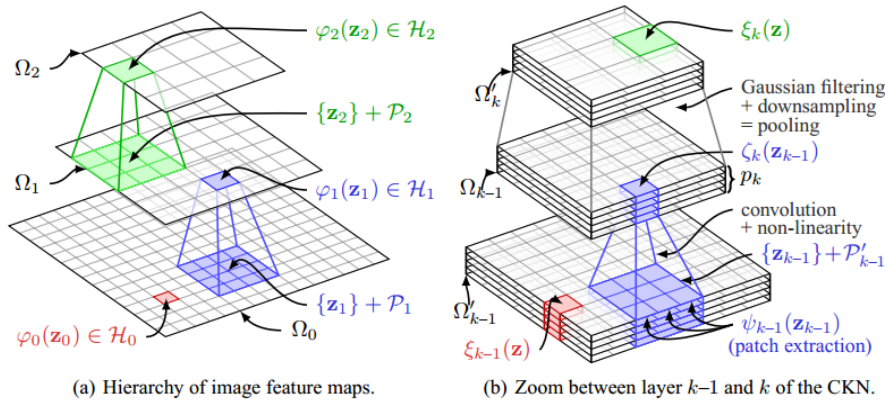 φ₂(z₂) ∈ ℋ₂
Ω₂
{z₂} + 𝒫₂
Ω₁
φ₁(z₁) ∈ ℋ₁
{z₁} + 𝒫₁
φ₀(z₀) ∈ ℋ₀
Ω₀
(a) Hierarchy of image feature maps.
ξₖ(z)
Ω′ₖ
Gaussian filtering
+ downsampling
= pooling
ζₖ(zₖ₋₁)
Ωₖ₋₁
pₖ
convolution
+ non-linearity
{zₖ₋₁}+𝒫′ₖ₋₁
Ω′ₖ₋₁
ξₖ₋₁(z)
ψₖ₋₁(zₖ₋₁)
(patch extraction)
(b) Zoom between layer k–1 and k of the CKN.